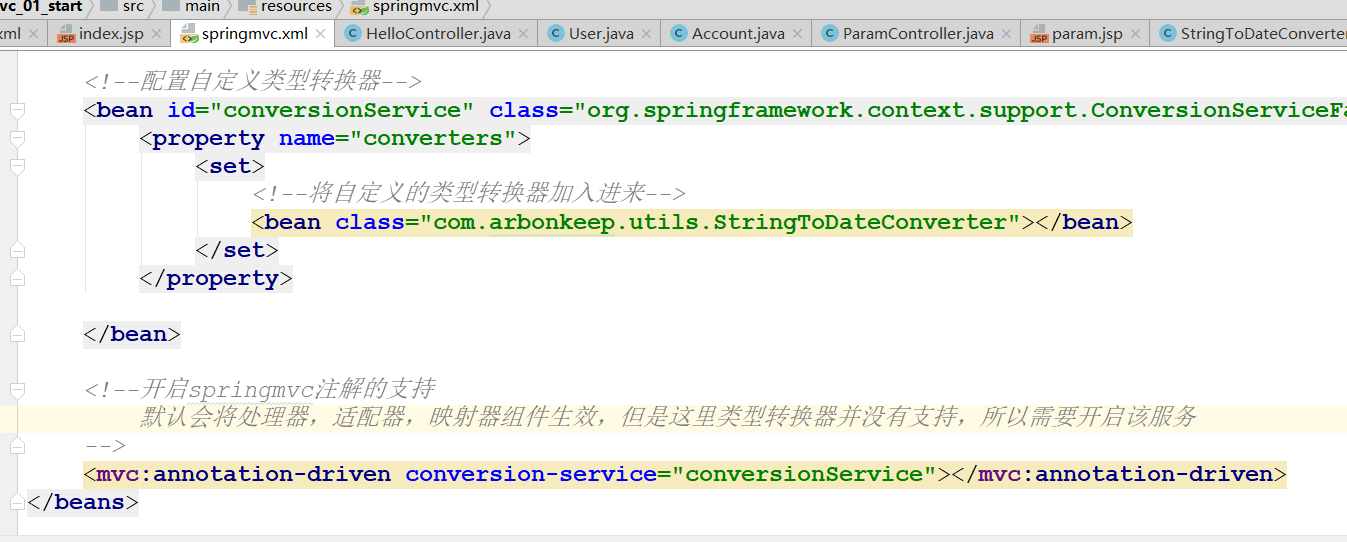 vc_01_start src main resources springmvc.xml
xml index.jsp springmvc.xml HelloController.java User.java Account.java ParamController.java param.jsp StringToDateConverter
<!--配置自定义类型转换器-->
<bean id="conversionService" class="org.springframework.context.support.ConversionServiceFa
<property name="converters">
<set>
<!--将自定义的类型转换器加入进来-->
<bean class="com.arbonkeep.utils.StringToDateConverter"></bean>
</set>
</property>
</bean>
<!--开启springmvc注解的支持
默认会将处理器，适配器，映射器组件生效，但是这里类型转换器并没有支持，所以需要开启该服务
-->
<mvc:annotation-driven conversion-service="conversionService"></mvc:annotation-driven>
</beans>